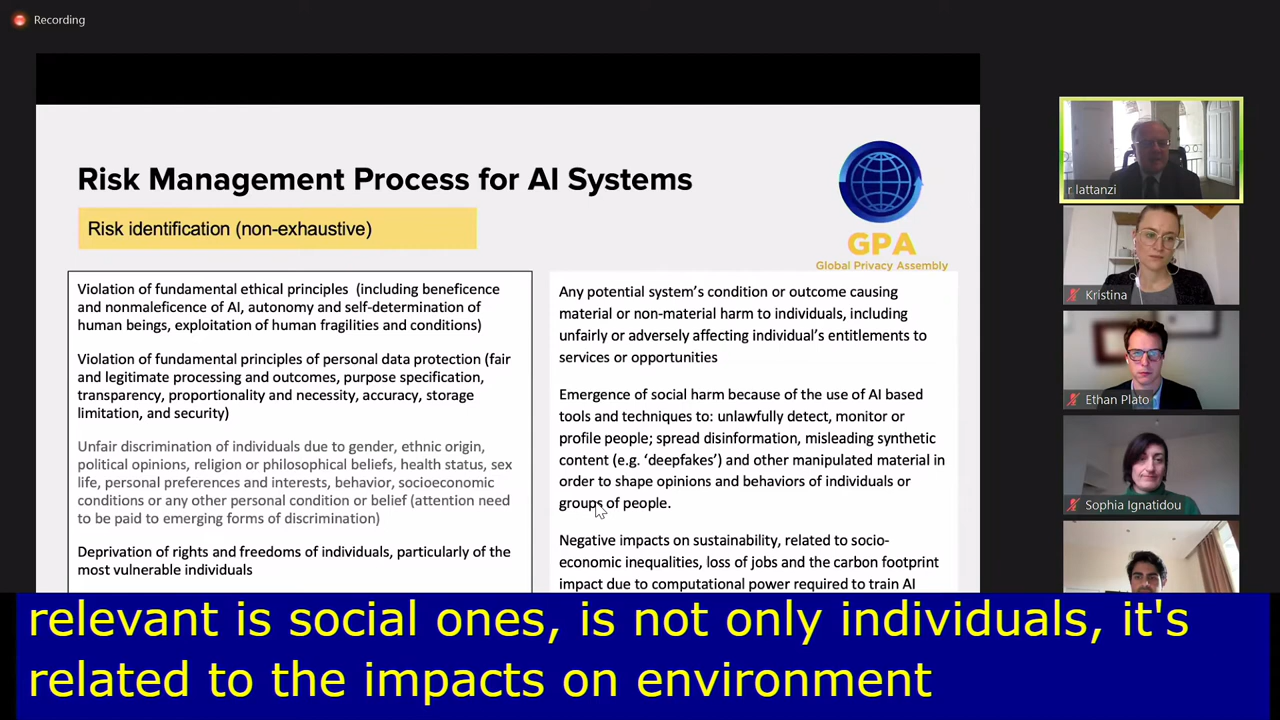 Recording
Risk Management Process for AI Systems
Risk identification (non-exhaustive)
GPA
Global Privacy Assembly
Violation of fundamental ethical principles (including beneficence
and nonmaleficence of AI, autonomy and self-determination of
human beings, exploitation of human fragilities and conditions)
Violation of fundamental principles of personal data protection (fair
and legitimate processing and outcomes, purpose specification,
transparency, proportionality and necessity, accuracy, storage
limitation, and security)
Unfair discrimination of individuals due to gender, ethnic origin,
political opinions, religion or philosophical beliefs, health status, sex
life, personal preferences and interests, behavior, socioeconomic
conditions or any other personal condition or belief (attention need
to be paid to emerging forms of discrimination)
Deprivation of rights and freedoms of individuals, particularly of the
most vulnerable individuals
Any potential system's condition or outcome causing
material or non-material harm to individuals, including
unfairly or adversely affecting individual's entitlements to
services or opportunities
Emergence of social harm because of the use of AI based
tools and techniques to: unlawfully detect, monitor or
profile people; spread disinformation, misleading synthetic
content (e.g. 'deepfakes') and other manipulated material in
order to shape opinions and behaviors of individuals or
groups of people.
Negative impacts on sustainability, related to socio-
economic inequalities, loss of jobs and the carbon footprint
impact due to computational power required to train AI
r lattanzi
Kristina
Ethan Plato
Sophia Ignatidou
relevant is social ones, is not only individuals, it's
related to the impacts on environment